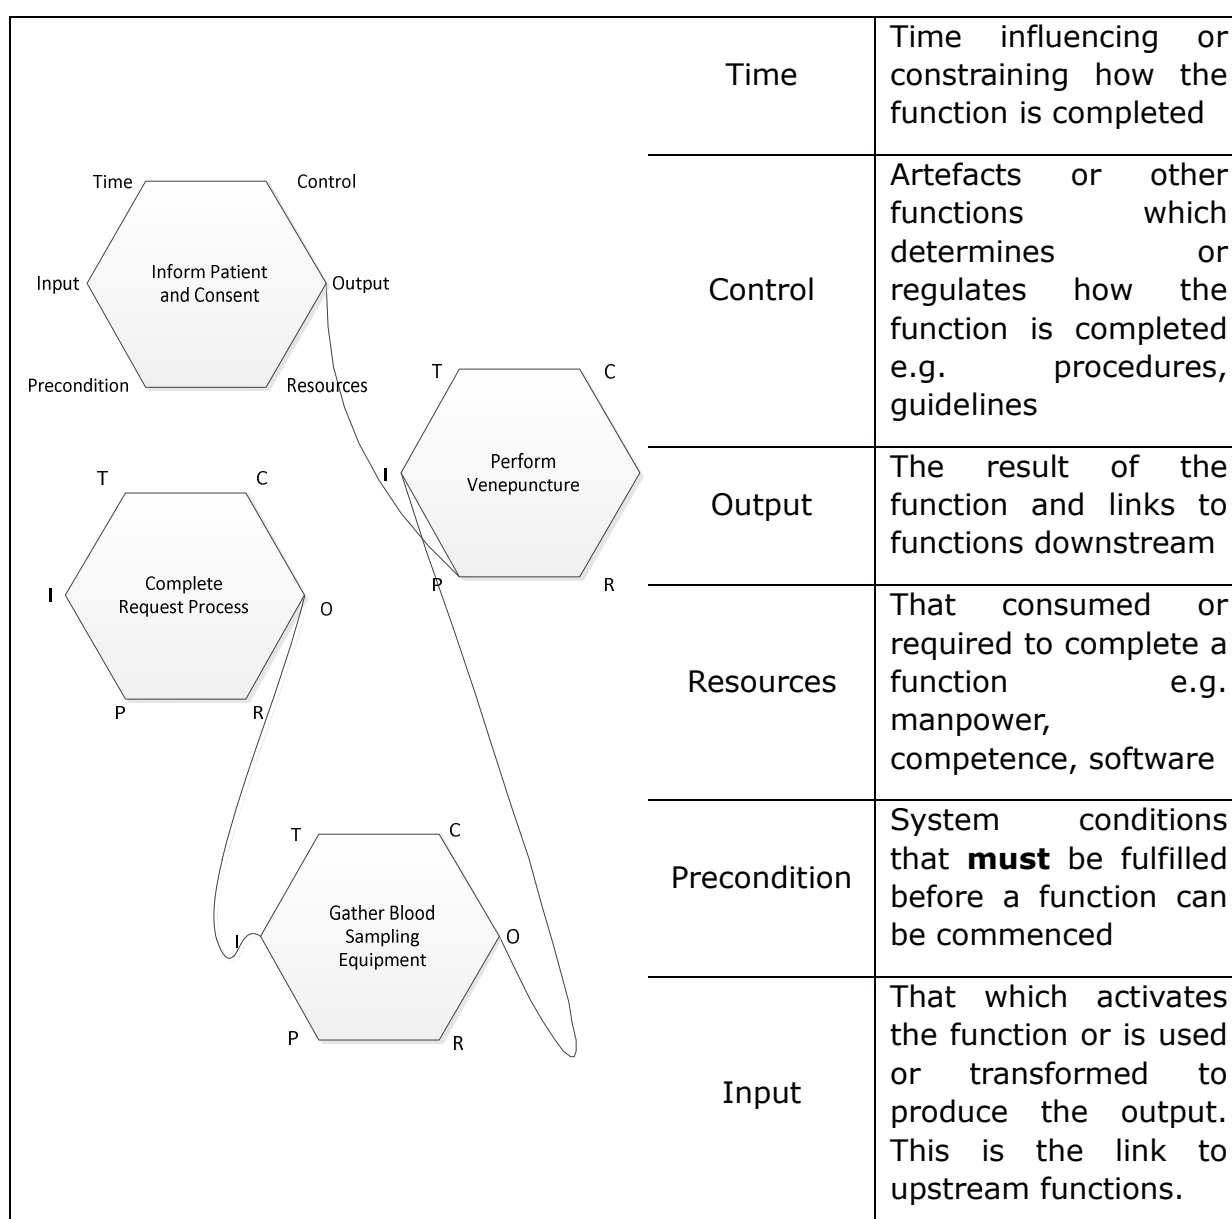 Time
Control
Inform Patient
and Consent
Input
Output
Precondition
Resources
T
C
Perform
Venepuncture
I
P
R
T
C
Complete
Request Process
I
O
P
R
T
C
Gather Blood
Sampling
Equipment
I
O
P
R
Time
Time influencing or
constraining how the
function is completed
Control
Artefacts or other
functions which
determines or
regulates how the
function is completed
e.g. procedures,
guidelines
Output
The result of the
function and links to
functions downstream
Resources
That consumed or
required to complete a
function e.g.
manpower,
competence, software
Precondition
System conditions
that must be fulfilled
before a function can
be commenced
Input
That which activates
the function or is used
or transformed to
produce the output.
This is the link to
upstream functions.